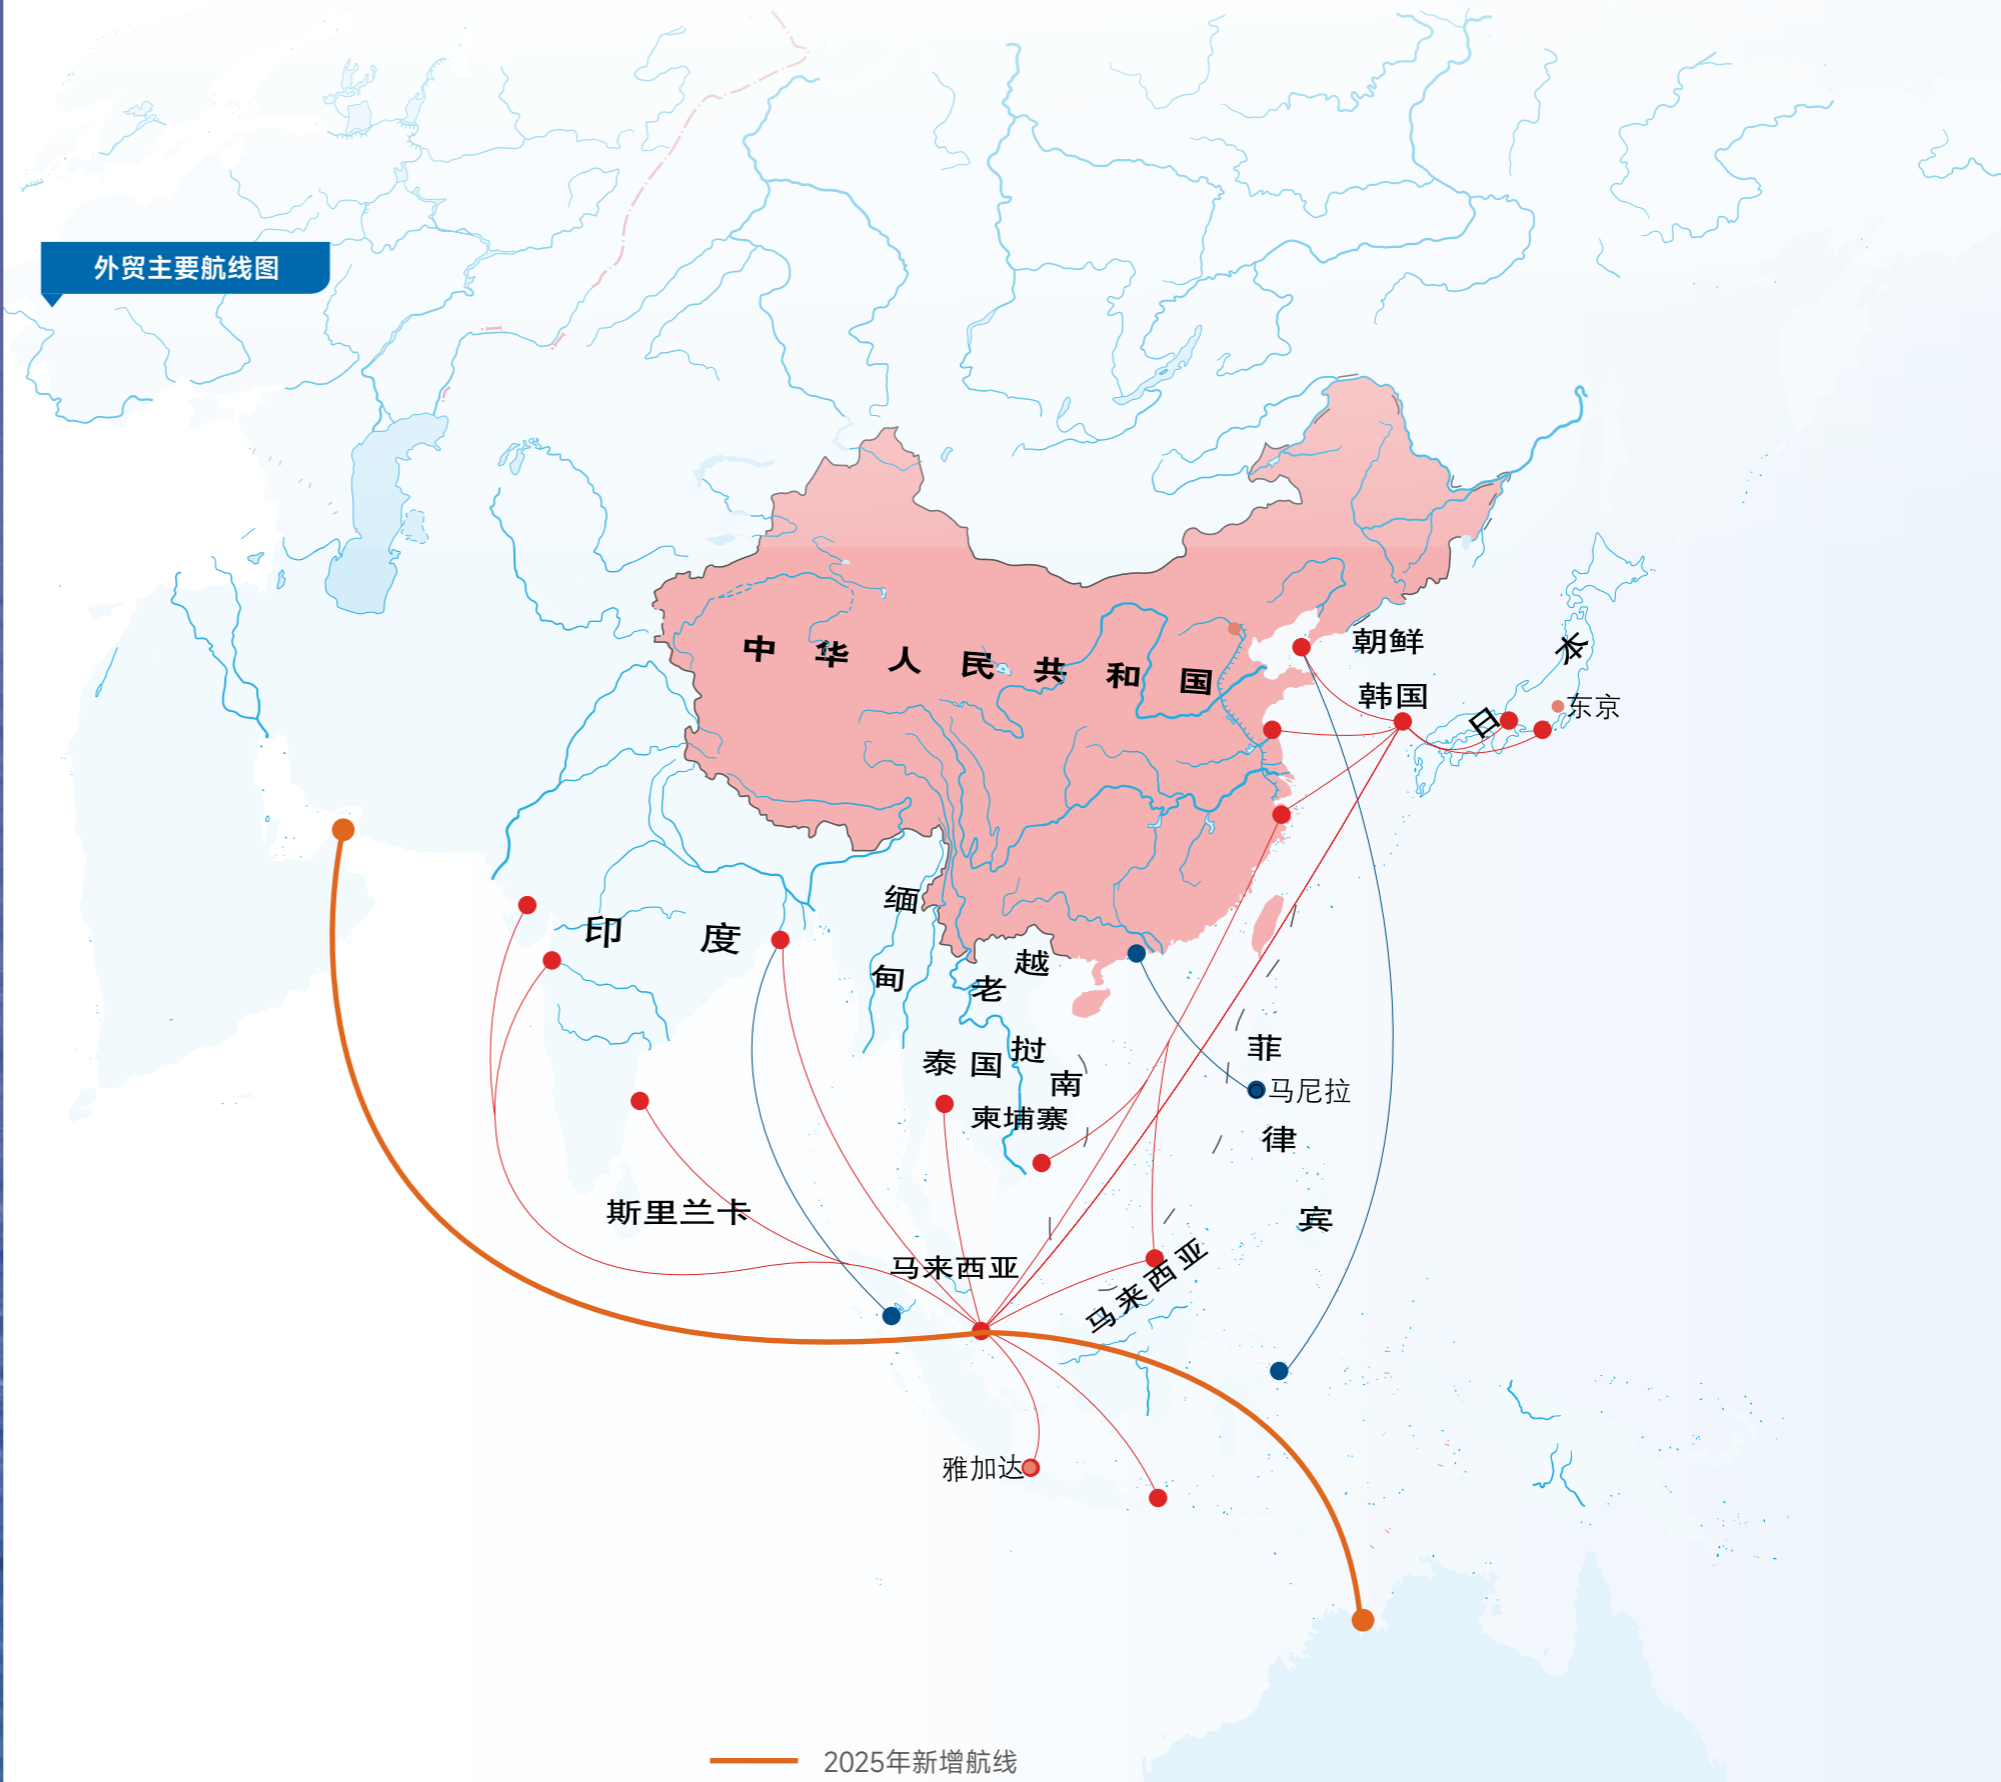 外贸主要航线图
中华人民共和国
朝鲜
韩国
日本
东京
印度
缅甸
越南
老挝
泰国
柬埔寨
菲律宾
马尼拉
斯里兰卡
马来西亚
马来西亚
雅加达
2025年新增航线